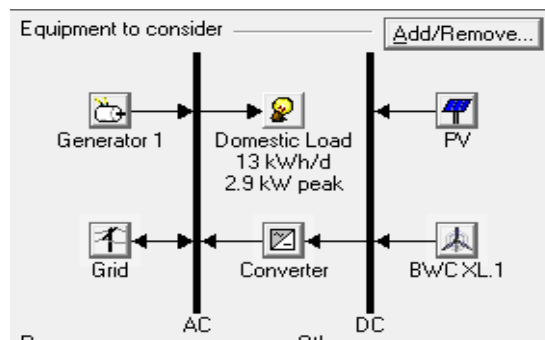 Equipment to consider
Add/Remove...
Generator 1
Domestic Load
13 kWh/d
2.9 kW peak
PV
Grid
Converter
BWC XL.1
AC
DC